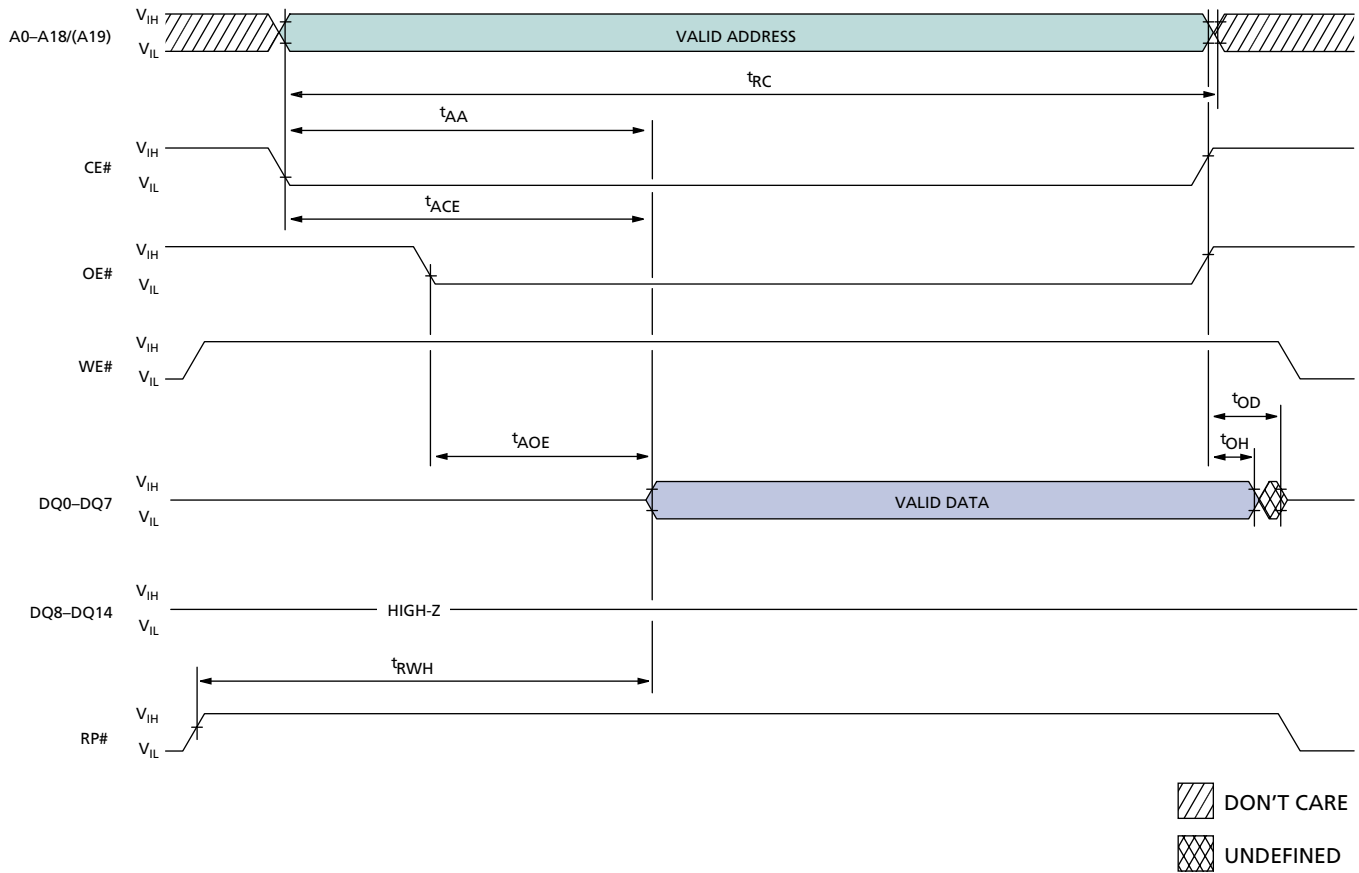 VIH
A0–A18/(A19)
VALID ADDRESS
VIL
tRC
tAA
VIH
CE#
VIL
tACE
VIH
OE#
VIL
VIH
WE#
VIL
tOD
tAOE
tOH
VIH
DQ0–DQ7
VALID DATA
VIL
VIH
DQ8–DQ14
HIGH-Z
VIL
tRWH
VIH
RP#
VIL
DON'T CARE
UNDEFINED